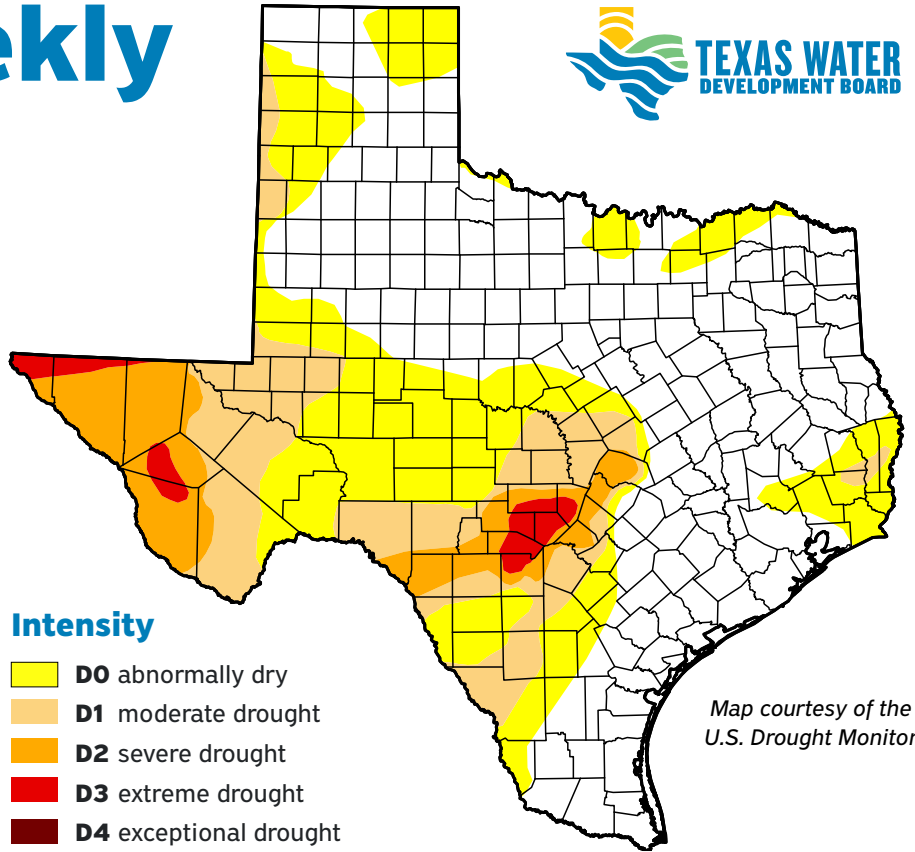 ekly
TEXAS WATER
DEVELOPMENT BOARD
Intensity
D0 abnormally dry
D1 moderate drought
D2 severe drought
D3 extreme drought
D4 exceptional drought
Map courtesy of the
U.S. Drought Monitor